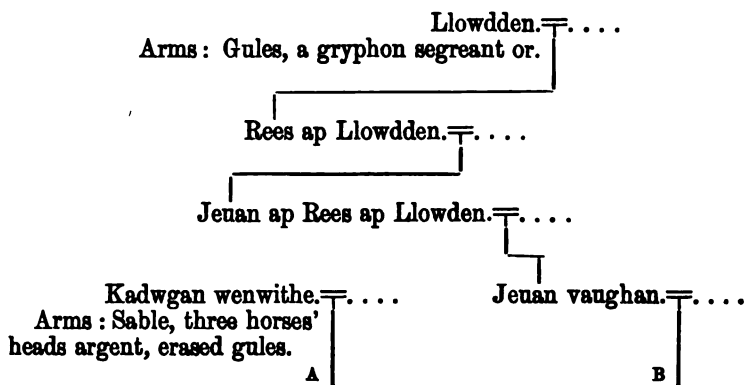 Llowdden.=. . . .
Arms : Gules, a gryphon segreant or.
Rees ap Llowdden.=. . . .
Jeuan ap Rees ap Llowden.=. . . .
Kadwgan wenwithe.=. . . . Jeuan vaughan.=. . . .
Arms : Sable, three horses'
heads argent, erased gules.
A B